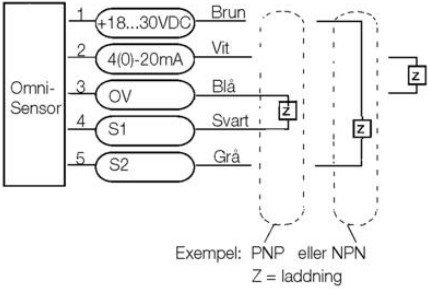 1 +18...30VDC Brun
2 4(0)-20mA Vit
Omni-
Sensor
3 OV Blå
4 S1 Svart
5 S2 Grå
Z
Z
Z
Exempel: PNP eller NPN
Z = laddning